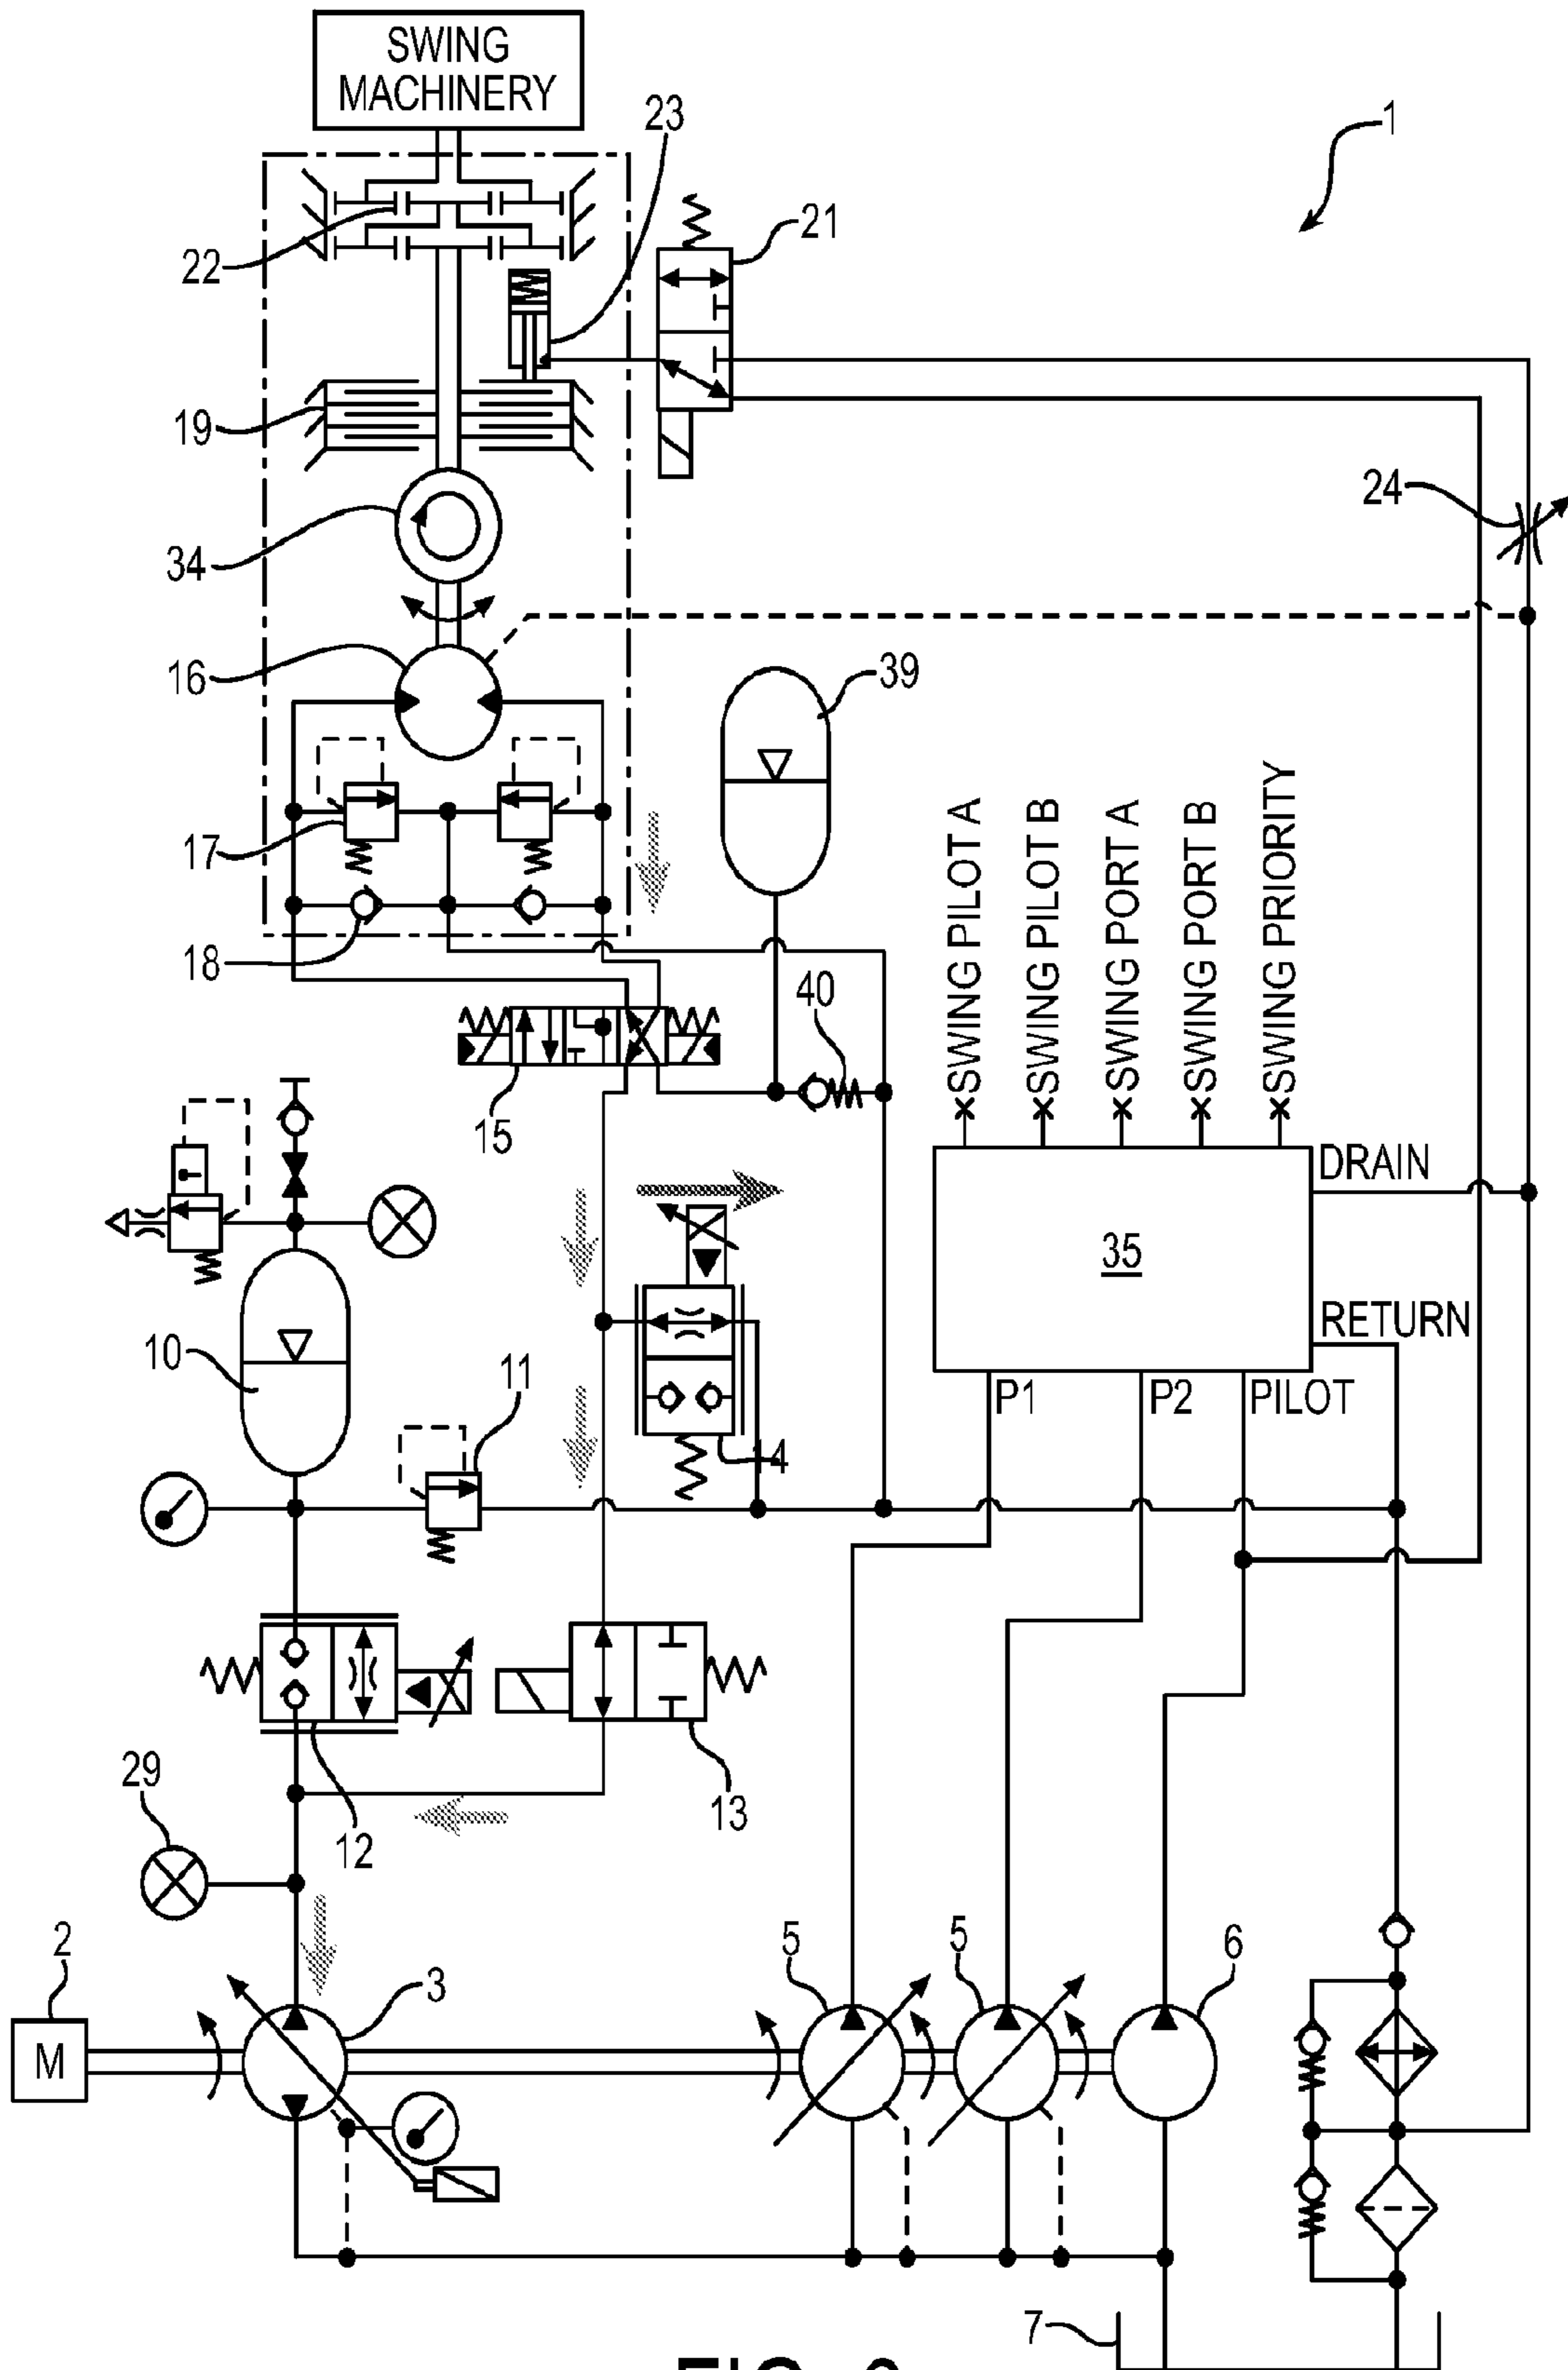 SWING
MACHINERY
23
1
21
22
19
24
34
16
39
17
18
SWING PILOT A
SWING PILOT B
SWING PORT A
SWING PORT B
SWING PRIORITY
40
15
DRAIN
35
RETURN
10
11
P1
P2
PILOT
14
29
12
13
2
3
5
5
6
M
7